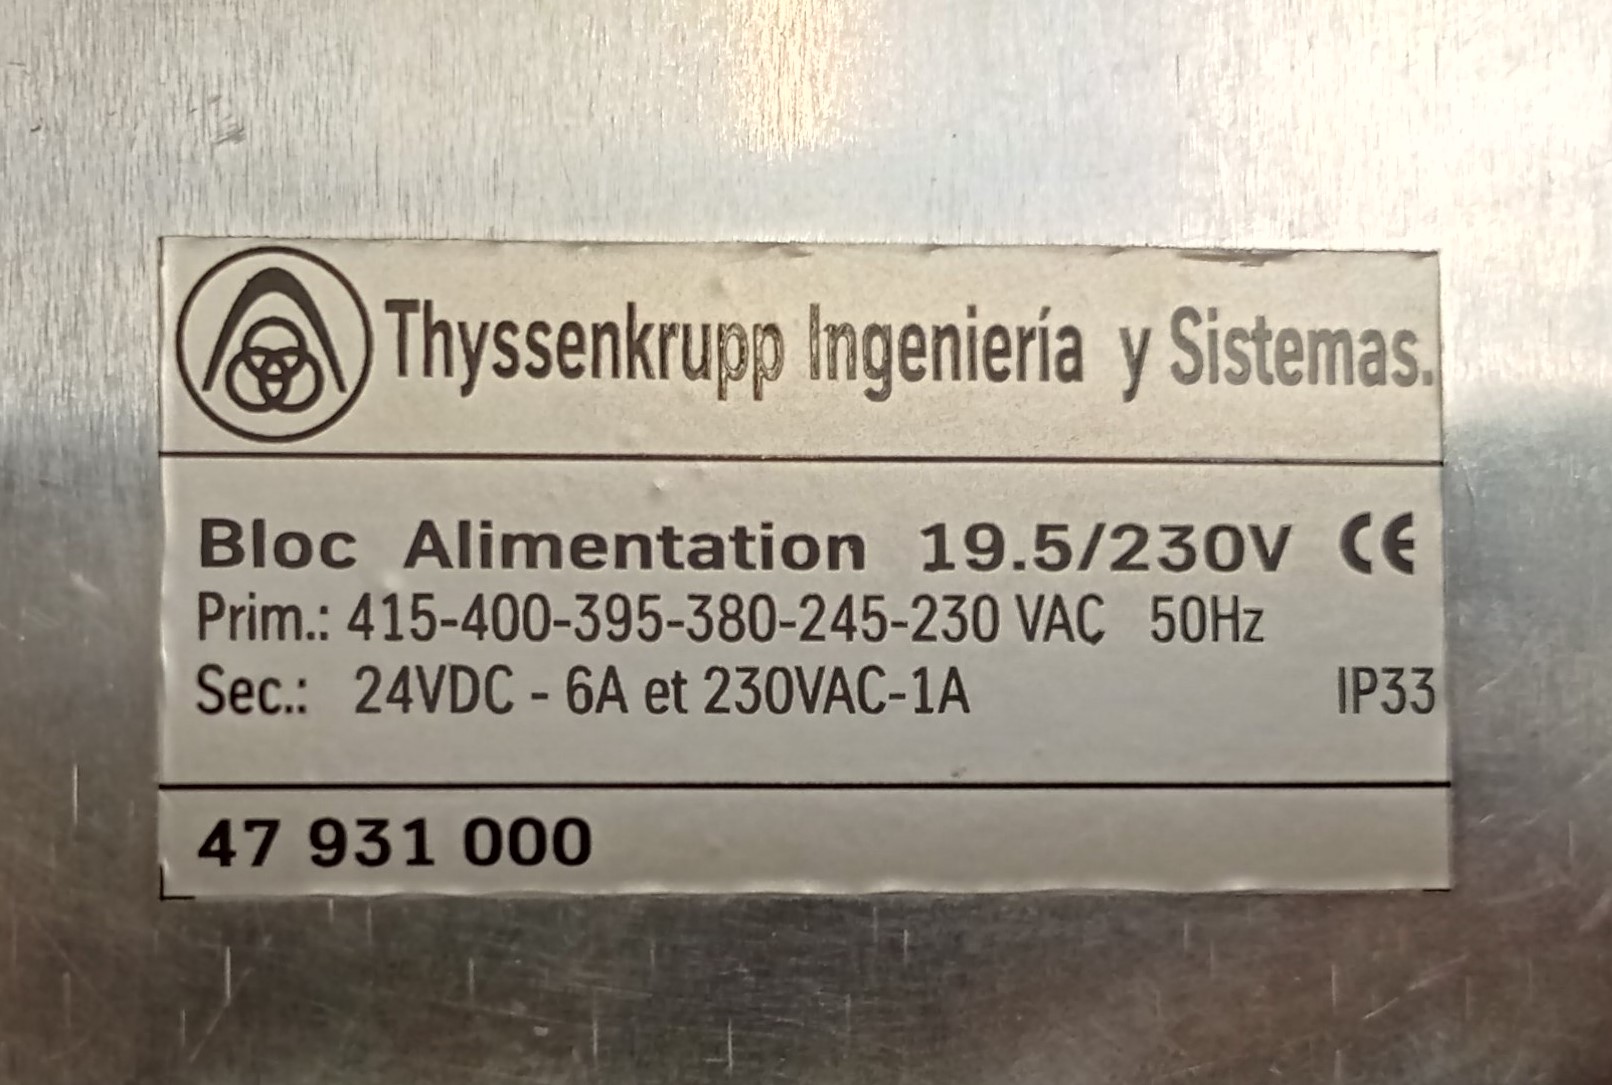 Thyssenkrupp Ingeniería y Sistemas.
Bloc Alimentation 19.5/230V CE
Prim.: 415-400-395-380-245-230 VAC 50Hz
Sec.: 24VDC - 6A et 230VAC-1A IP33
47 931 000